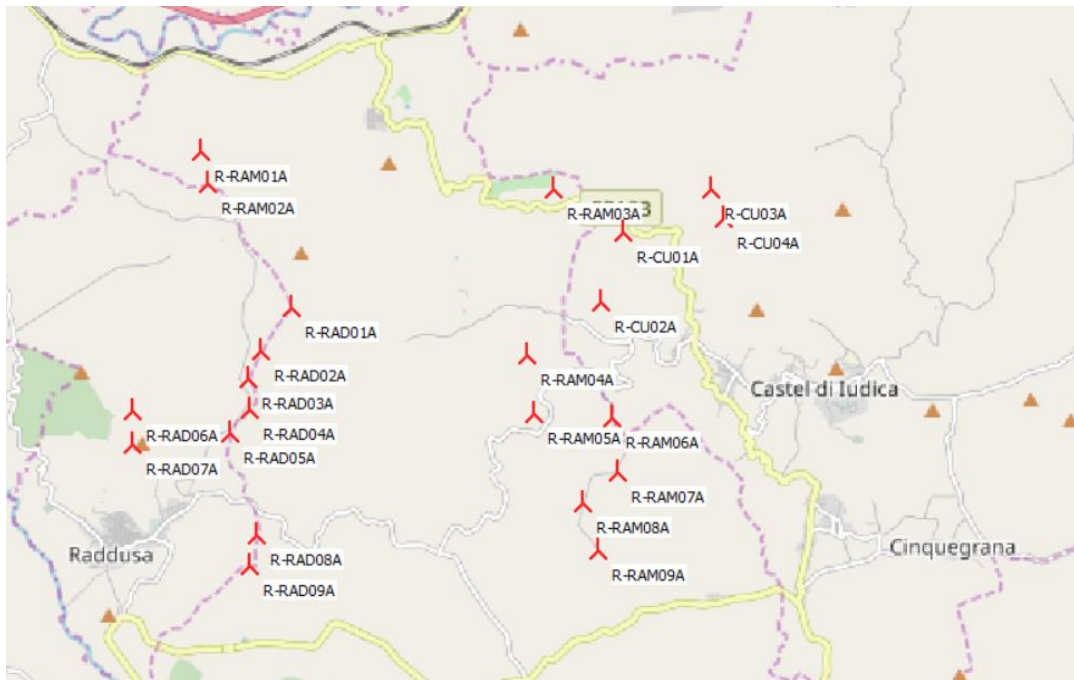 R-RAM01A
R-RAM02A
R-RAM03A
R-CU03A
R-CU04A
R-CU01A
R-RAD01A
R-CU02A
R-RAD02A
R-RAM04A
Castel di Iudica
R-RAD03A
R-RAD06A
R-RAD04A
R-RAM05A
R-RAM06A
R-RAD05A
R-RAD07A
R-RAM07A
R-RAM08A
Raddusa
Cinquegrana
R-RAD08A
R-RAM09A
R-RAD09A